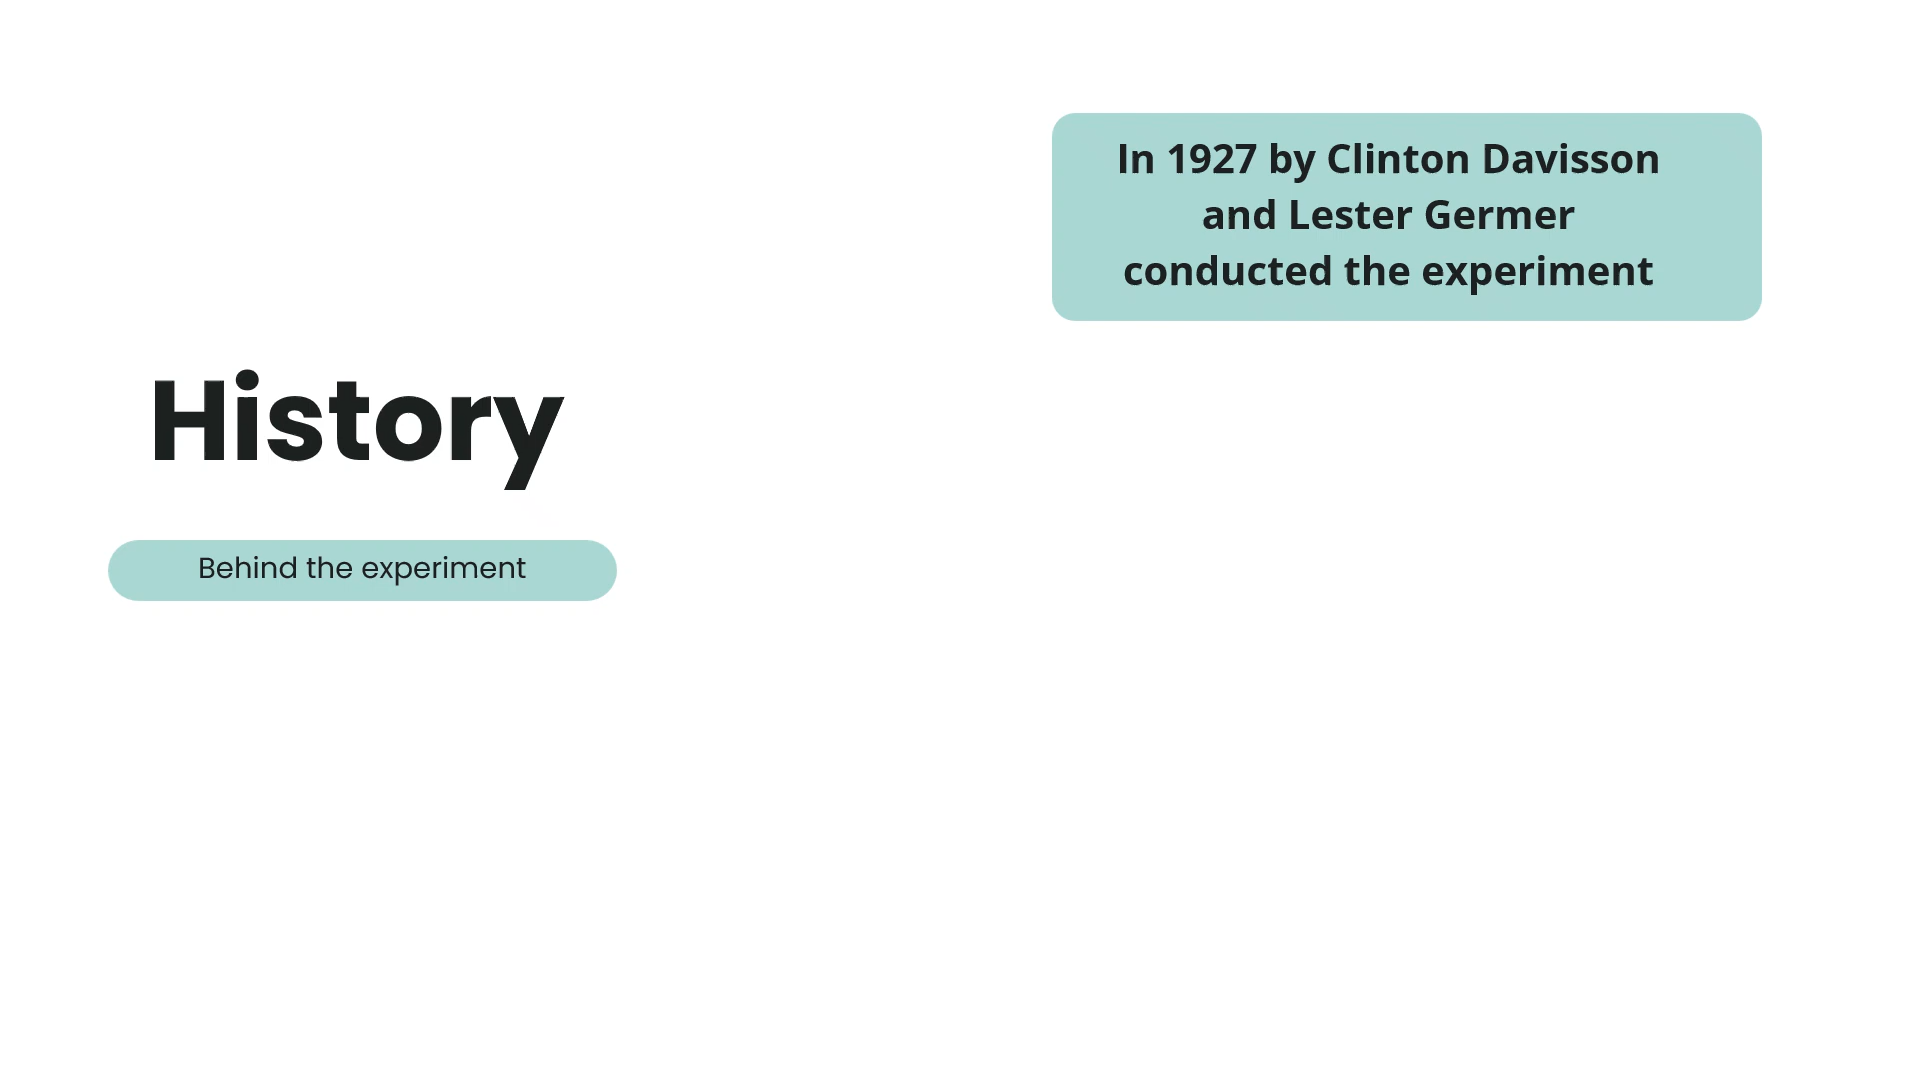 History
Behind the experiment
In 1927 by Clinton Davisson
and Lester Germer
conducted the experiment